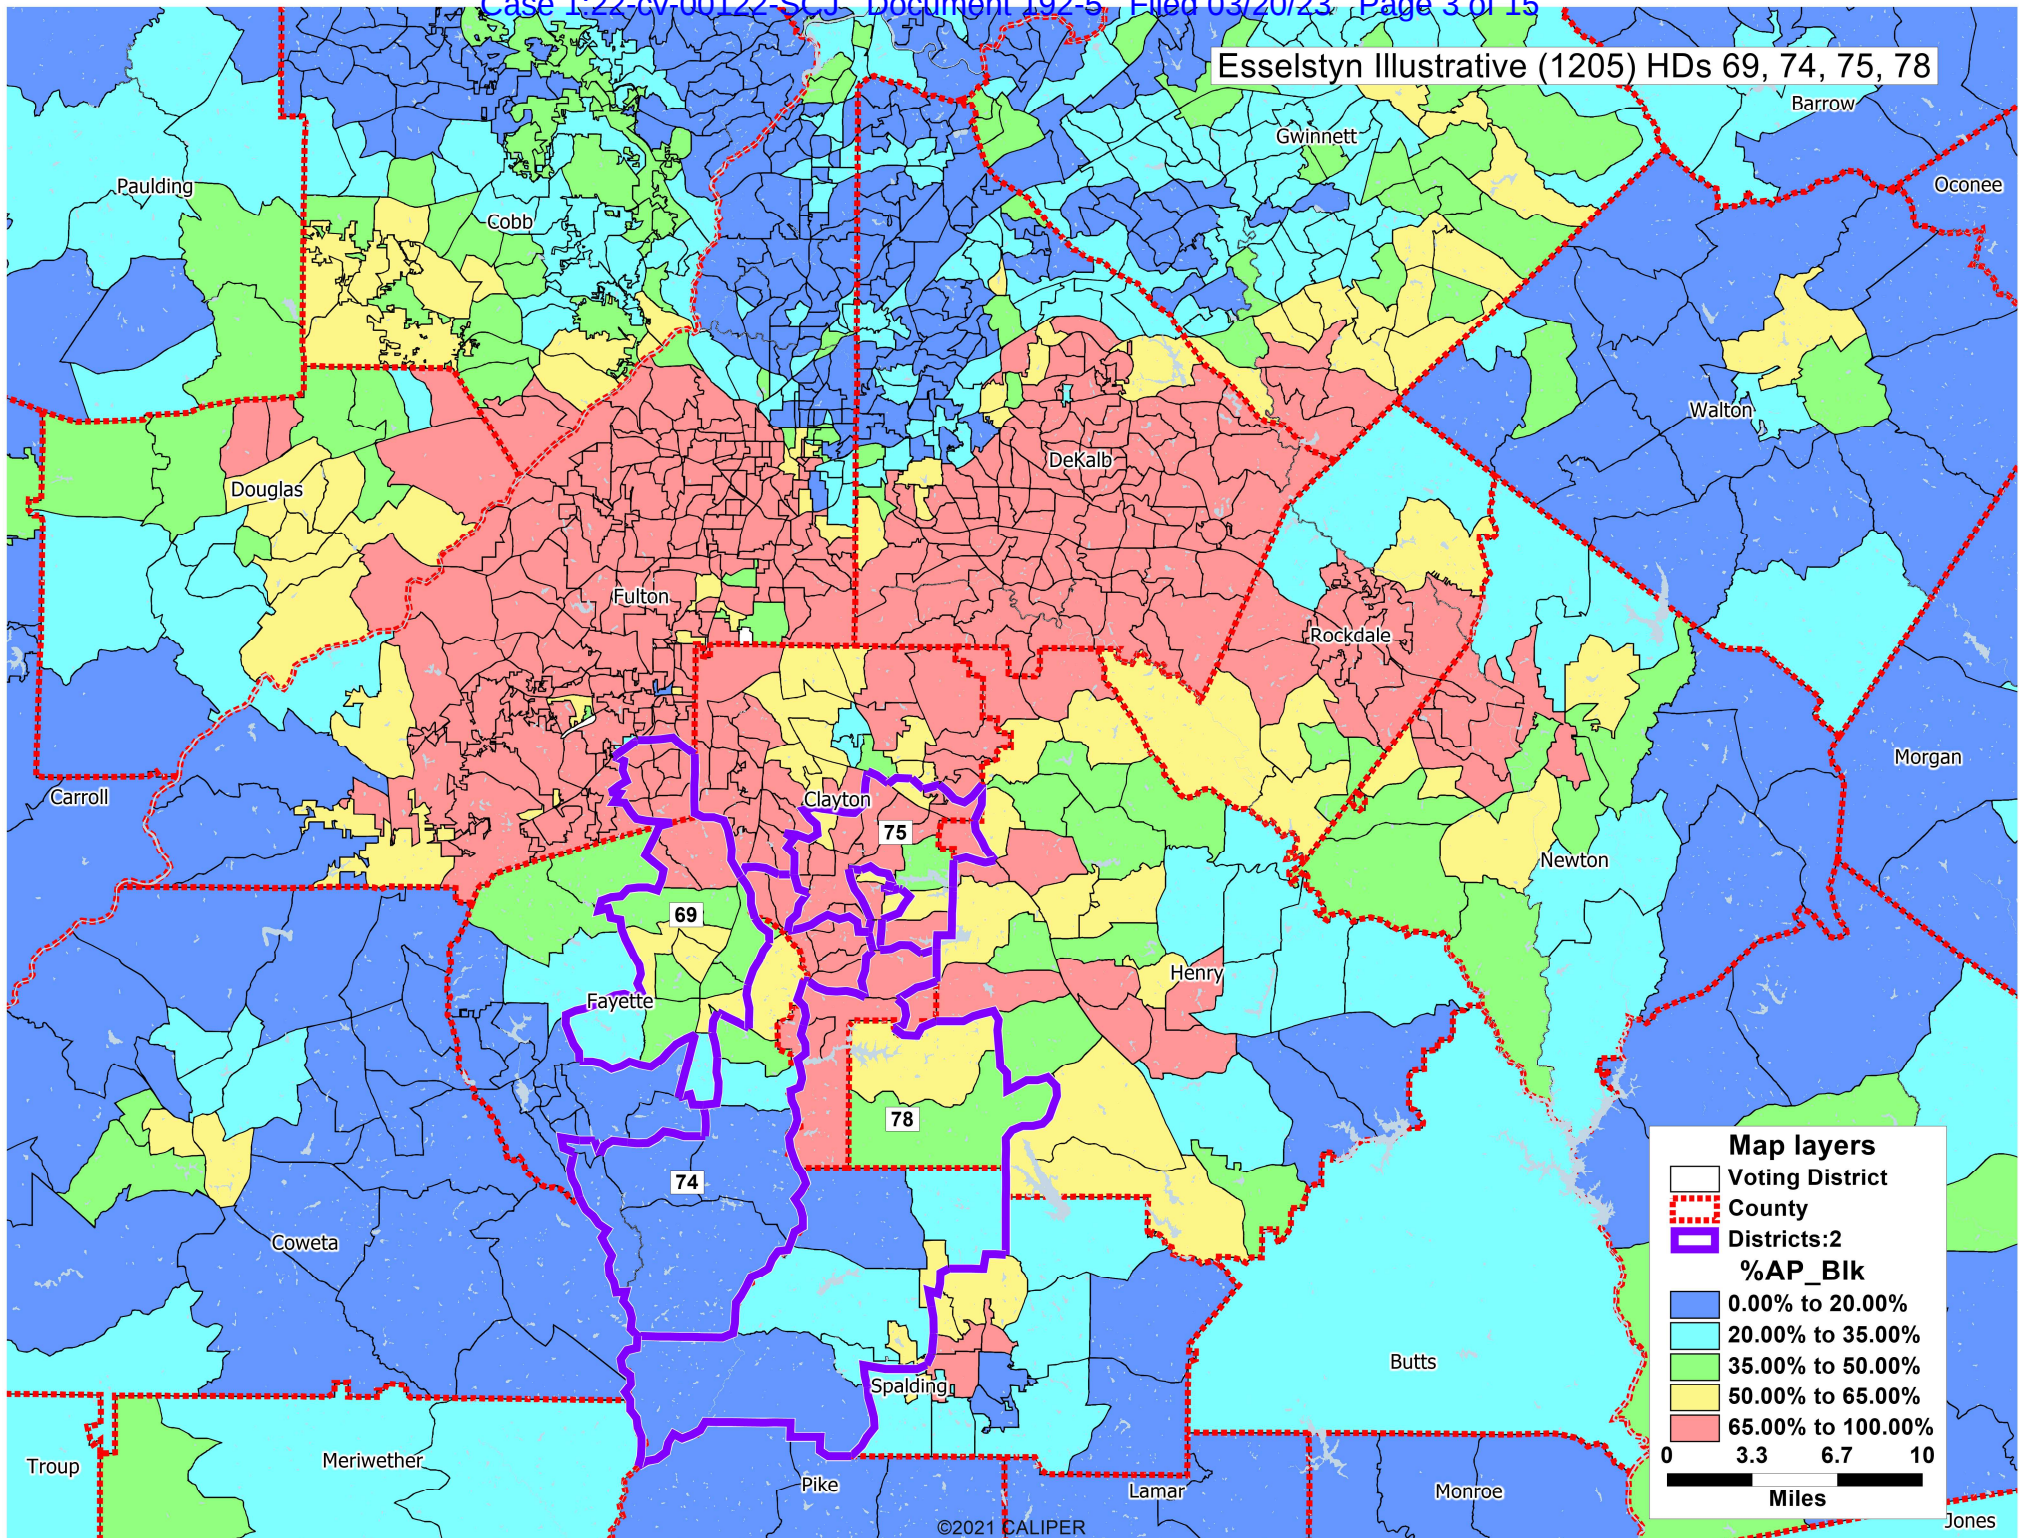 Case 1:22-cv-00122-SCJ Document 192-5 Filed 03/20/23 Page 3 of 15
Esselstyn Illustrative (1205) HDs 69, 74, 75, 78
Barrow
Gwinnett
Oconee
Paulding
Cobb
Walton
DeKalb
Douglas
Fulton
Rockdale
Morgan
Carroll
Clayton
75
Newton
69
Henry
Fayette
78
74
Coweta
Butts
Spalding
Troup
Meriwether
Pike
Lamar
Monroe
Jones
Map layers
Voting District
County
Districts:2
%AP_Blk
0.00% to 20.00%
20.00% to 35.00%
35.00% to 50.00%
50.00% to 65.00%
65.00% to 100.00%
0 3.3 6.7 10
Miles
©2021 CALIPER